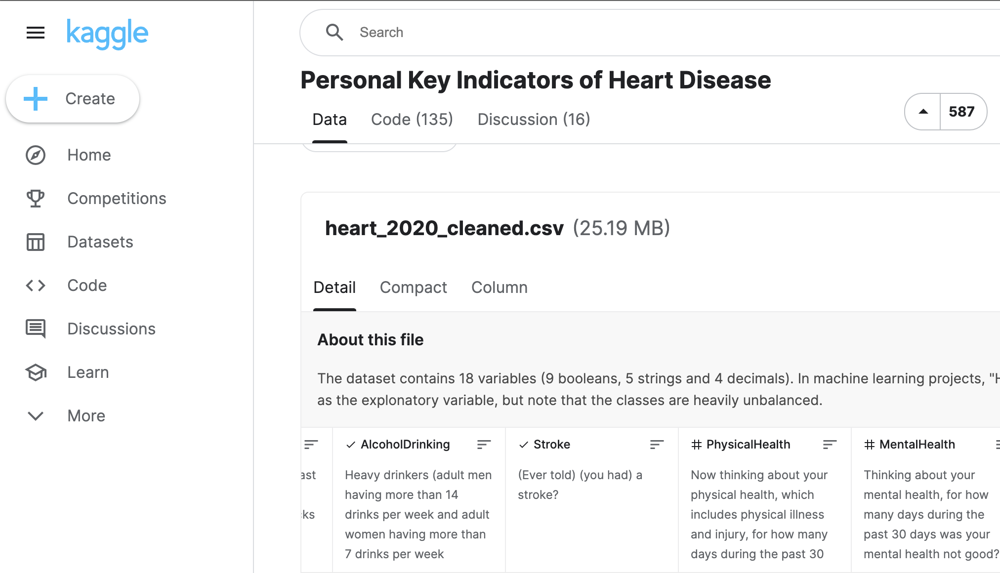 kaggle
Search
Create
Home
Competitions
Datasets
Code
Discussions
Learn
More
Personal Key Indicators of Heart Disease
Data Code (135) Discussion (16)
587
heart_2020_cleaned.csv (25.19 MB)
Detail Compact Column
About this file
The dataset contains 18 variables (9 booleans, 5 strings and 4 decimals). In machine learning projects,
as the explonatory variable, but note that the classes are heavily unbalanced.
AlcoholDrinking
Heavy drinkers (adult men
having more than 14
drinks per week and adult
women having more than
7 drinks per week
Stroke
(Ever told) (you had) a
stroke?
# PhysicalHealth
Now thinking about your
physical health, which
includes physical illness
and injury, for how many
days during the past 30
# MentalHealth
Thinking about your
mental health, for how
many days during the
past 30 days was your
mental health not good?